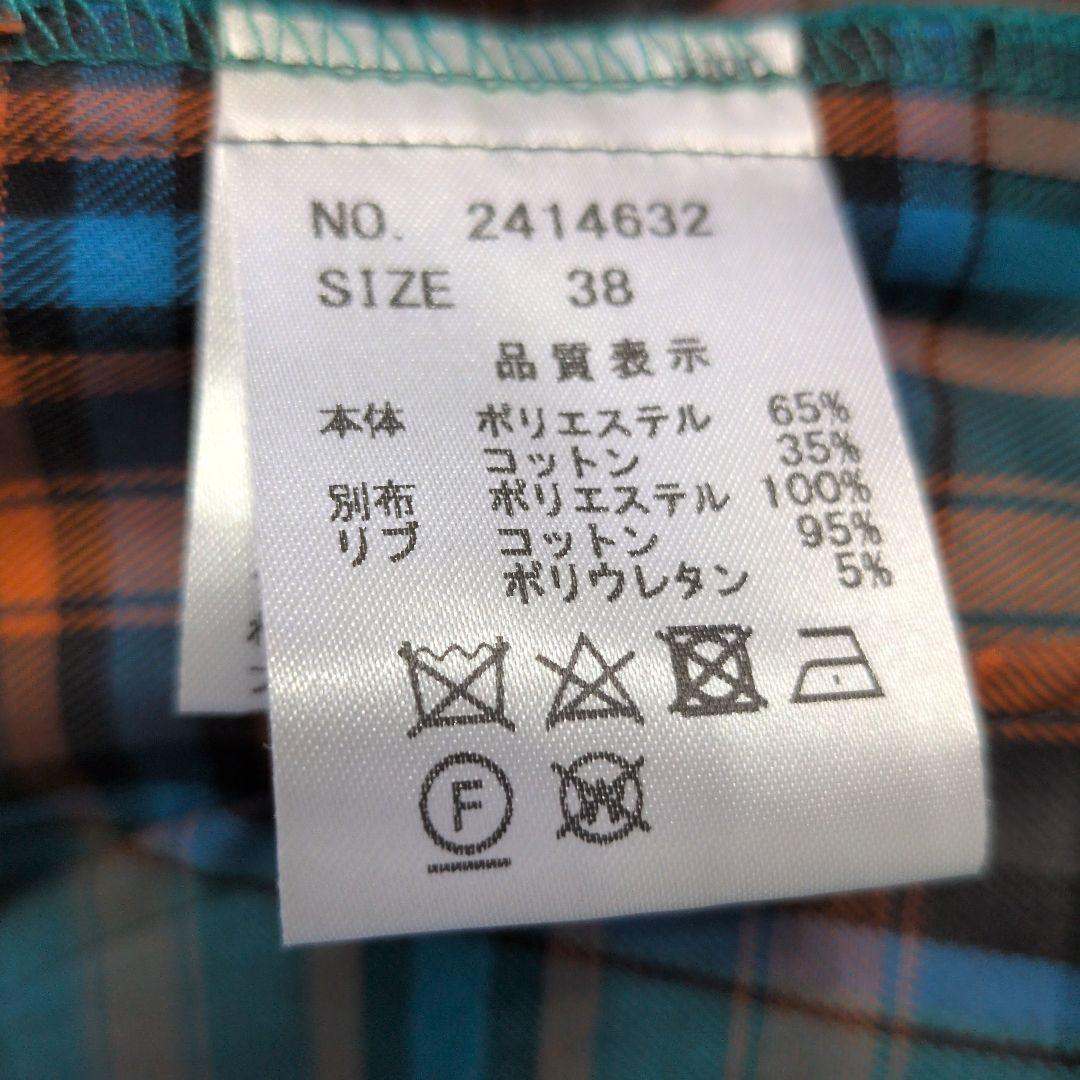 NO. 2414632
SIZE 38
品質表示
本体 ポリエステル 65%
コットン 35%
別布 ポリエステル 100%
リブ コットン 95%
ポリウレタン 5%
F
W